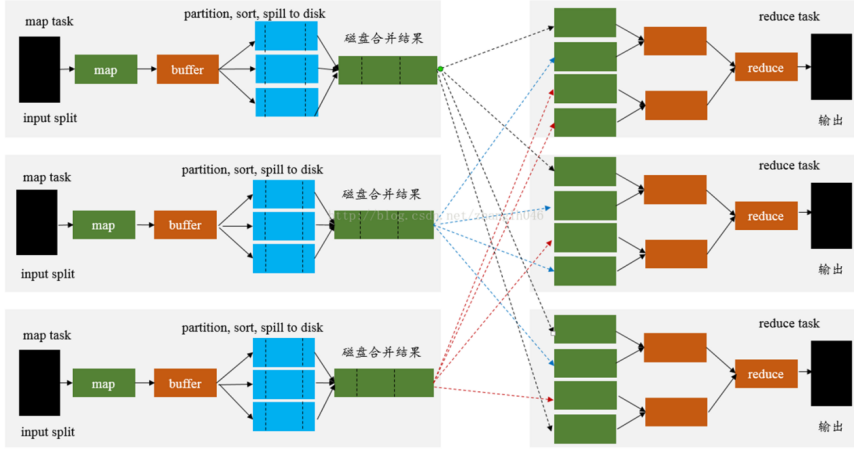 map task
partition, sort, spill to disk
磁盘合并结果
map
buffer
input split
reduce task
reduce
输出
map task
partition, sort, spill to disk
磁盘合并结果
map
buffer
input split
reduce task
reduce
输出
map task
partition, sort, spill to disk
磁盘合并结果
map
buffer
input split
reduce task
reduce
输出